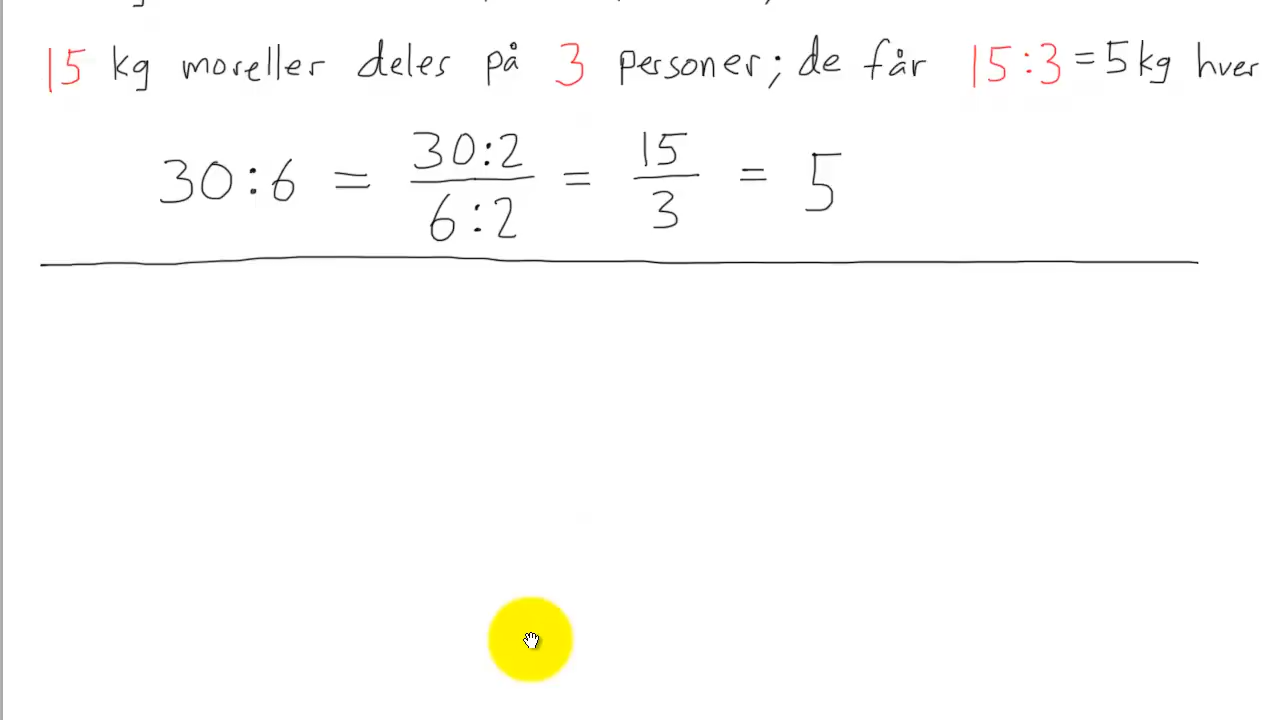 15 kg moreller deles på 3 personer; de får 15:3 = 5 kg hver
30:6 = 30:2 / 6:2 = 15 / 3 = 5